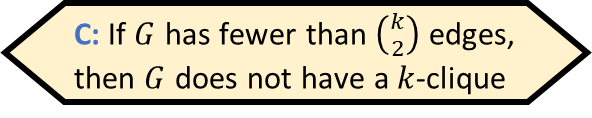 C: If G has fewer than (k 2) edges,
then G does not have a k-clique